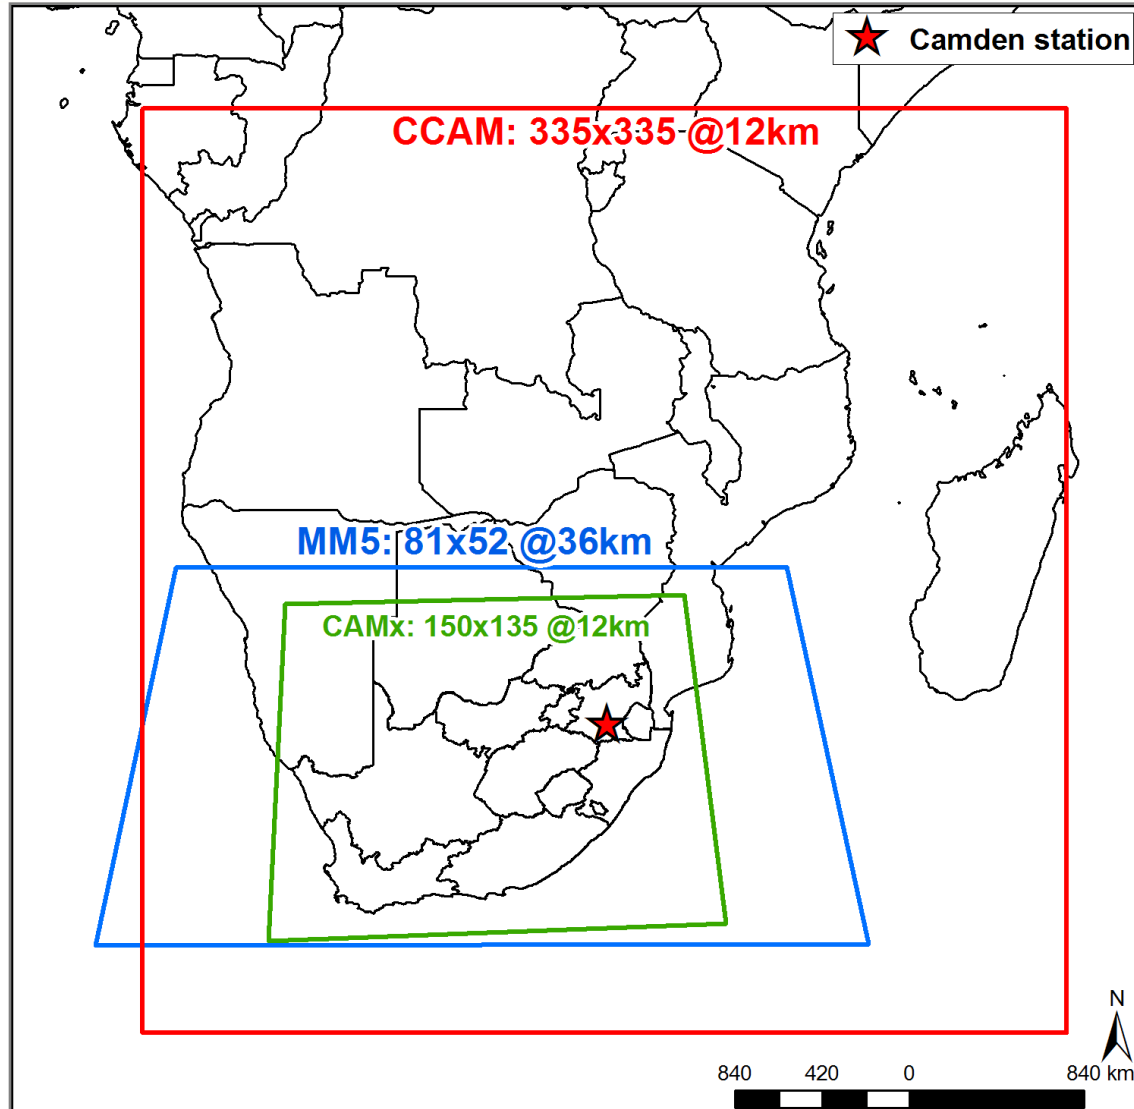 Camden station
CCAM: 335x335 @12km
MM5: 81x52 @36km
CAMx: 150x135 @12km
N
840 420 0 840 km